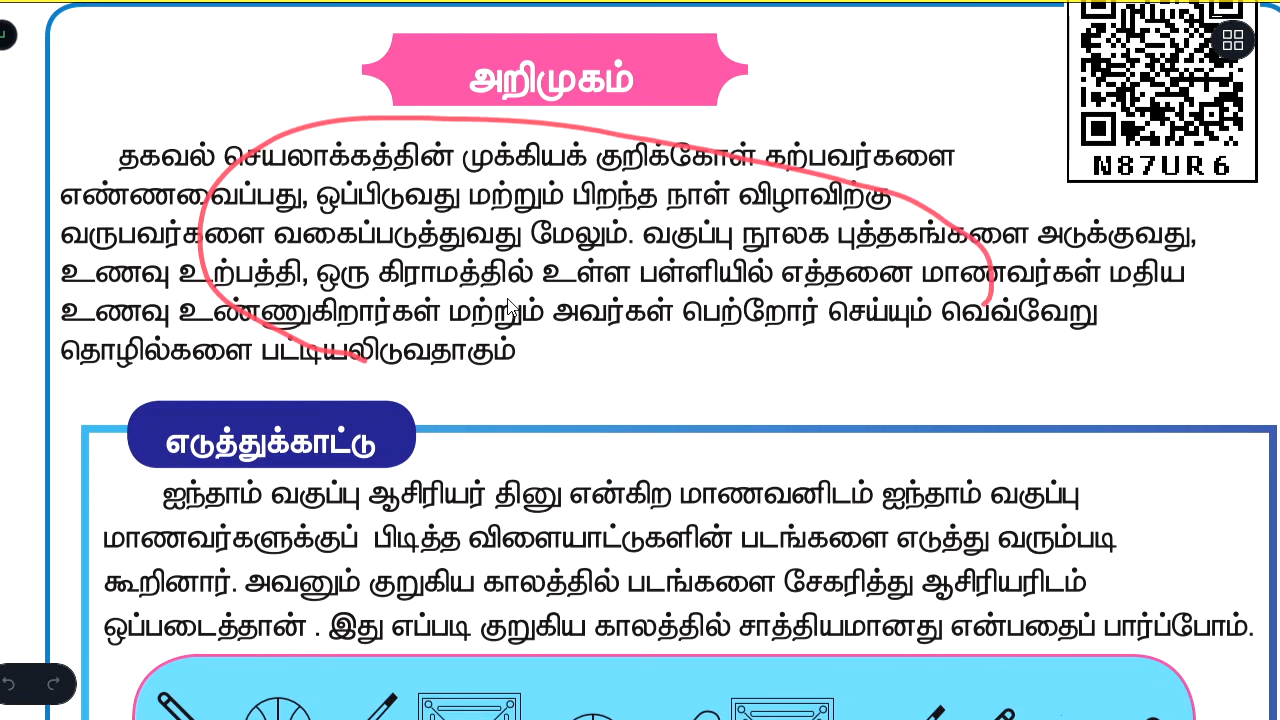 அறிமுகம்
N87UR6
தகவல் செயலாக்கத்தின் முக்கியக் குறிக்கோள் கற்பவர்களை
எண்ணவைப்பது, ஒப்பிடுவது மற்றும் பிறந்த நாள் விழாவிற்கு
வருபவர்களை வகைப்படுத்துவது மேலும். வகுப்பு நூலக புத்தகங்களை அடுக்குவது,
உணவு உற்பத்தி, ஒரு கிராமத்தில் உள்ள பள்ளியில் எத்தனை மாணவர்கள் மதிய
உணவு உண்ணுகிறார்கள் மற்றும் அவர்கள் பெற்றோர் செய்யும் வெவ்வேறு
தொழில்களை பட்டியலிடுவதாகும்
எடுத்துக்காட்டு
ஐந்தாம் வகுப்பு ஆசிரியர் தினு என்கிற மாணவனிடம் ஐந்தாம் வகுப்பு
மாணவர்களுக்குப் பிடித்த விளையாட்டுகளின் படங்களை எடுத்து வரும்படி
கூறினார். அவனும் குறுகிய காலத்தில் படங்களை சேகரித்து ஆசிரியரிடம்
ஒப்படைத்தான் . இது எப்படி குறுகிய காலத்தில் சாத்தியமானது என்பதைப் பார்ப்போம்.